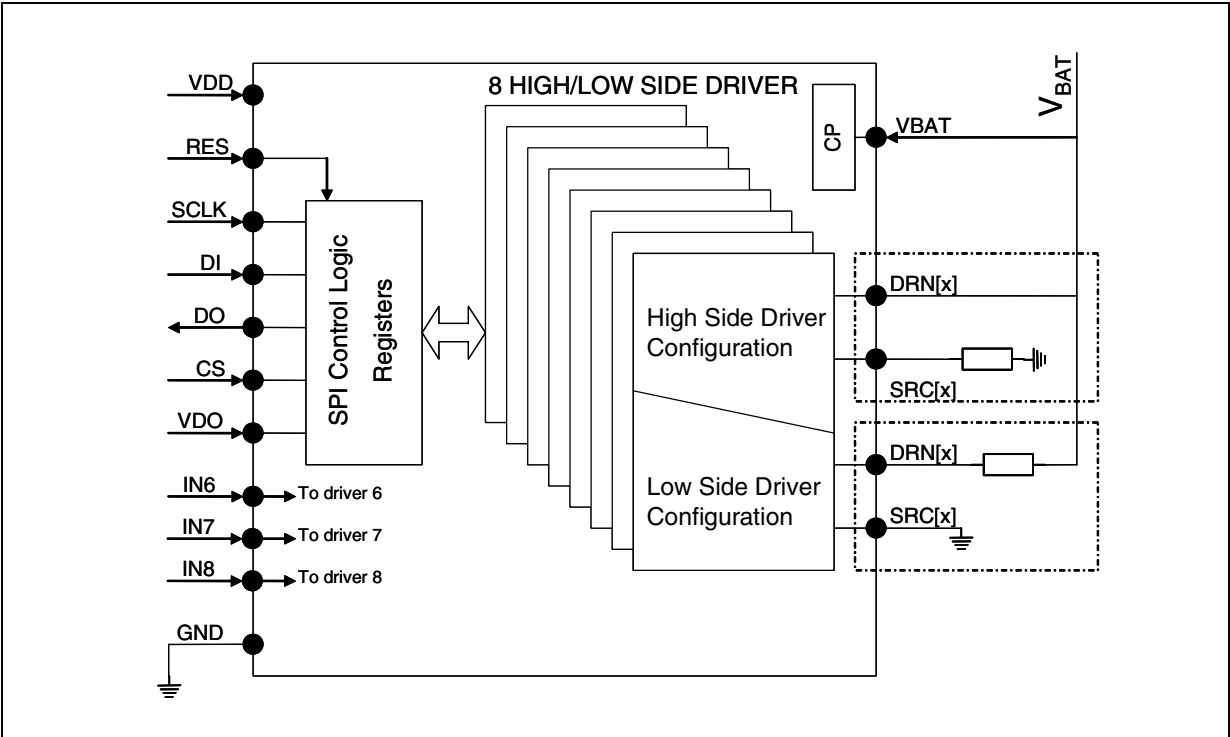 8 HIGH/LOW SIDE DRIVER
VBAT
VDD
RES
SCLK
DI
DO
CS
VDO
IN6
IN7
IN8
GND
SPI Control Logic
Registers
To driver 6
To driver 7
To driver 8
CP
VBAT
High Side Driver
Configuration
Low Side Driver
Configuration
DRN[x]
SRC[x]
DRN[x]
SRC[x]